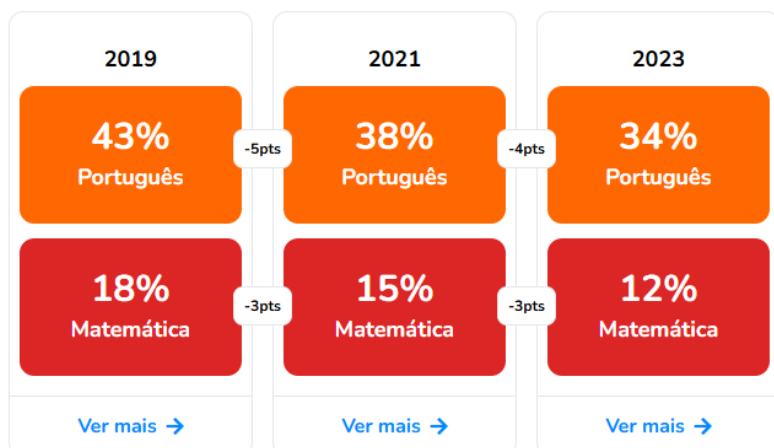 2019
43%
Português
18%
Matemática
Ver mais →
-5pts
-3pts
2021
38%
Português
15%
Matemática
Ver mais →
-4pts
-3pts
2023
34%
Português
12%
Matemática
Ver mais →